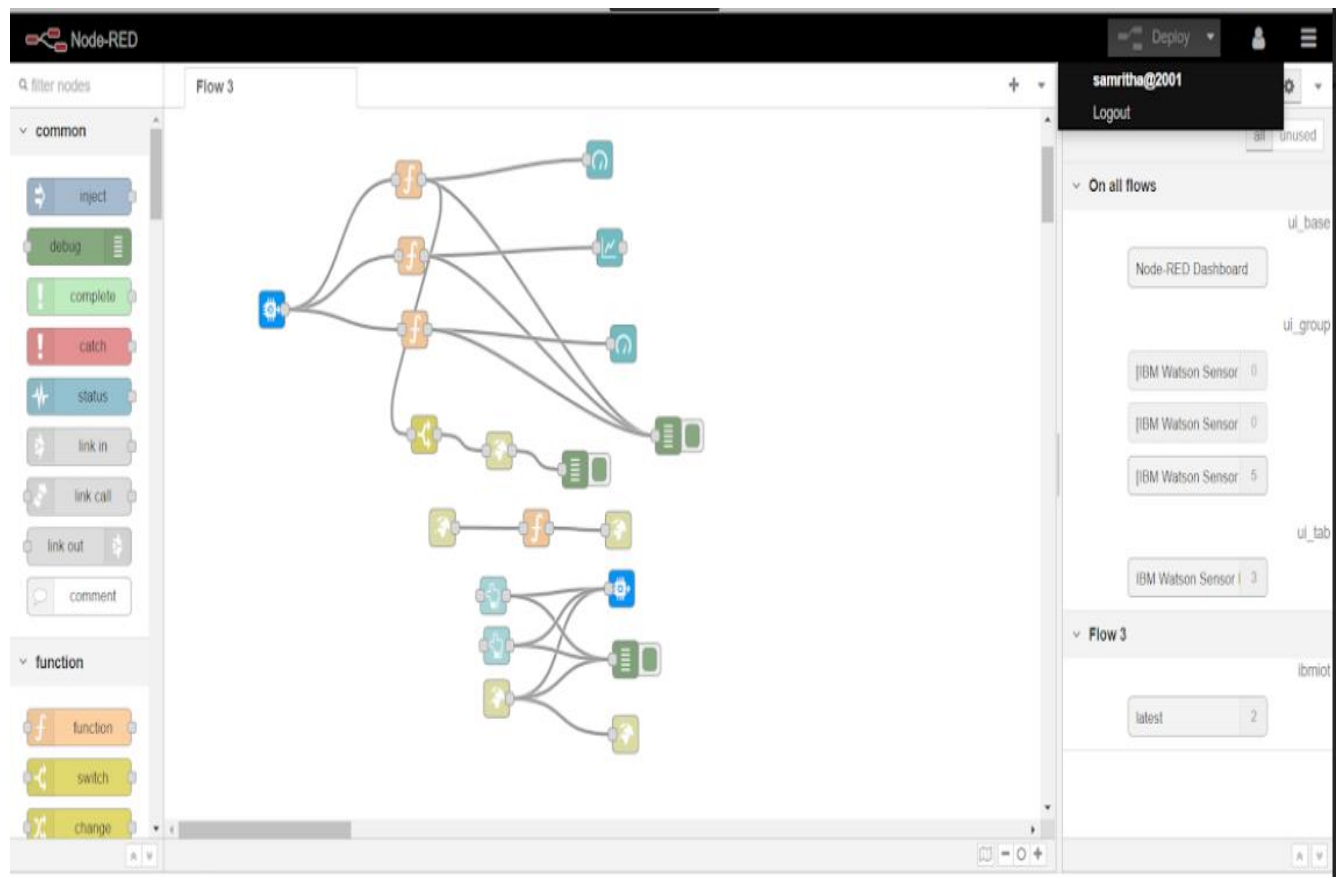 Node-RED
Deploy
filter nodes
Flow 3
samritha@2001
Logout
all
unused
common
inject
debug
complete
catch
status
link in
link call
link out
comment
function
function
switch
change
On all flows
ui_base
Node-RED Dashboard
ui_group
[IBM Watson Sensor 0
[IBM Watson Sensor 0
[IBM Watson Sensor 5
ui_tab
IBM Watson Sensor 3
Flow 3
ibmiot
latest 2